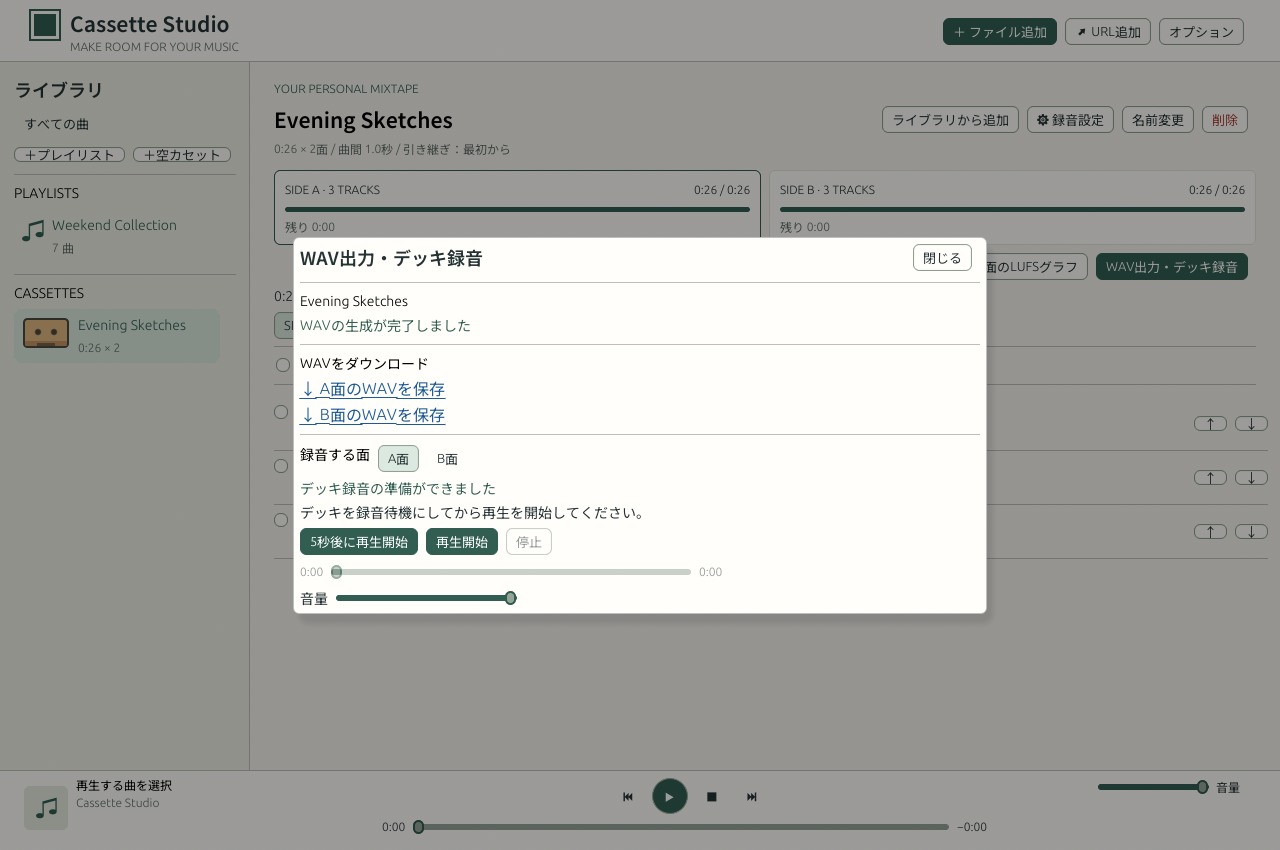 Cassette Studio
MAKE ROOM FOR YOUR MUSIC
＋ ファイル追加
URL追加
オプション
ライブラリ
すべての曲
＋プレイリスト
＋空カセット
PLAYLISTS
Weekend Collection
7 曲
CASSETTES
Evening Sketches
0:26 × 2
YOUR PERSONAL MIXTAPE
Evening Sketches
0:26 × 2面 / 曲間 1.0秒 / 引き継ぎ：最初から
ライブラリから追加
録音設定
名前変更
削除
SIDE A · 3 TRACKS
0:26 / 0:26
残り 0:00
SIDE B · 3 TRACKS
0:26 / 0:26
残り 0:00
面のLUFSグラフ
WAV出力・デッキ録音
0:2
WAV出力・デッキ録音
閉じる
Evening Sketches
WAVの生成が完了しました
WAVをダウンロード
↓ A面のWAVを保存
↓ B面のWAVを保存
録音する面
A面
B面
デッキ録音の準備ができました
デッキを録音待機にしてから再生を開始してください。
5秒後に再生開始
再生開始
停止
0:00
0:00
音量
↑
↓
↑
↓
↑
↓
再生する曲を選択
Cassette Studio
0:00
−0:00
音量